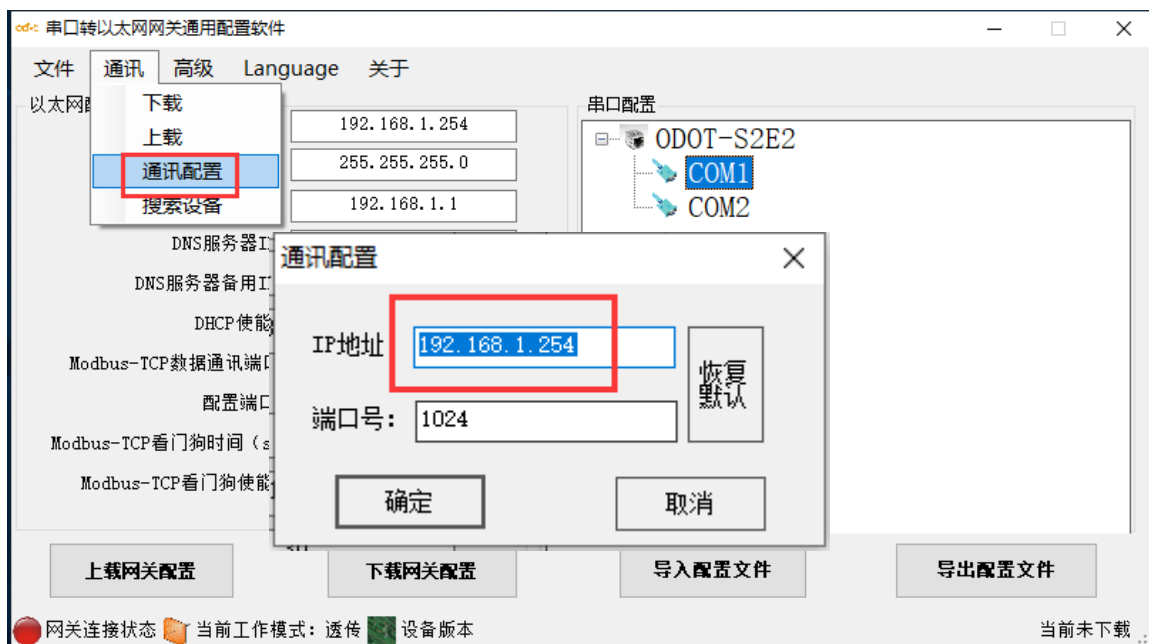 串口转以太网网关通用配置软件
文件 通讯 高级 Language 关于
下载
上载
通讯配置
搜索设备
以太网
192.168.1.254
255.255.255.0
192.168.1.1
DNS服务器I
DNS服务器备用I
DHCP使能
Modbus-TCP数据通讯端
配置端口
Modbus-TCP看门狗时间（s
Modbus-TCP看门狗使能
串口配置
ODOT-S2E2
COM1
COM2
通讯配置
IP地址
192.168.1.254
端口号：
1024
恢复
默认
确定
取消
上载网关配置
下载网关配置
导入配置文件
导出配置文件
网关连接状态
当前工作模式：透传
设备版本
当前未下载